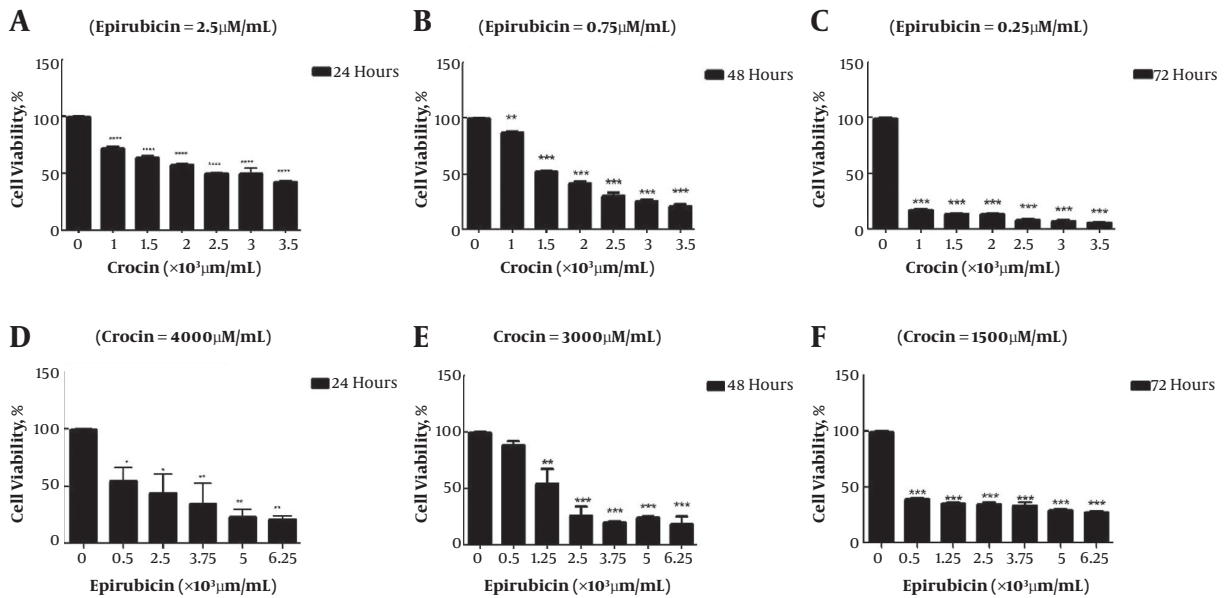 A (Epirubicin = 2.5μM/mL)
150
100
50
0
Cell Viability, %
24 Hours
**** **** **** **** **** ****
0 1 1.5 2 2.5 3 3.5
Crocin (×10³μm/mL)
B (Epirubicin = 0.75μM/mL)
150
100
50
0
Cell Viability, %
48 Hours
** *** *** *** *** ***
0 1 1.5 2 2.5 3 3.5
Crocin (×10³μm/mL)
C (Epirubicin = 0.25μM/mL)
150
100
50
0
Cell Viability, %
72 Hours
*** *** *** *** *** ***
0 1 1.5 2 2.5 3 3.5
Crocin (×10³μm/mL)
D (Crocin = 4000μM/mL)
150
100
50
0
Cell Viability, %
24 Hours
* * ** ** **
0 0.5 2.5 3.75 5 6.25
Epirubicin (×10³μm/mL)
E Crocin = 3000μM/mL)
150
100
50
0
Cell Viability, %
48 Hours
** *** *** *** ***
0 0.5 1.25 2.5 3.75 5 6.25
Epirubicin (×10³μm/mL)
F (Crocin = 1500μM/mL)
150
100
50
0
Cell Viability, %
72 Hours
*** *** *** *** *** ***
0 0.5 1.25 2.5 3.75 5 6.25
Epirubicin (×10³μm/mL)